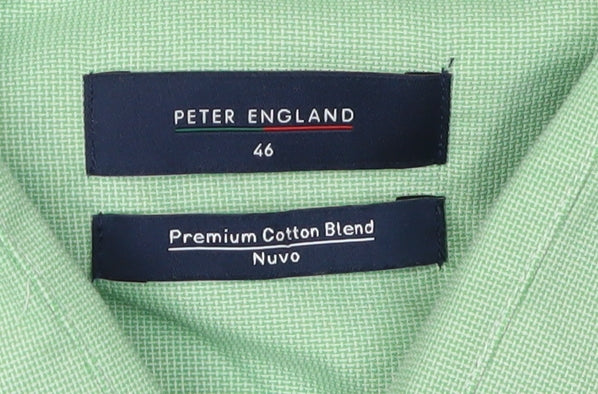 PETER ENGLAND
46
Premium Cotton Blend
Nuvo